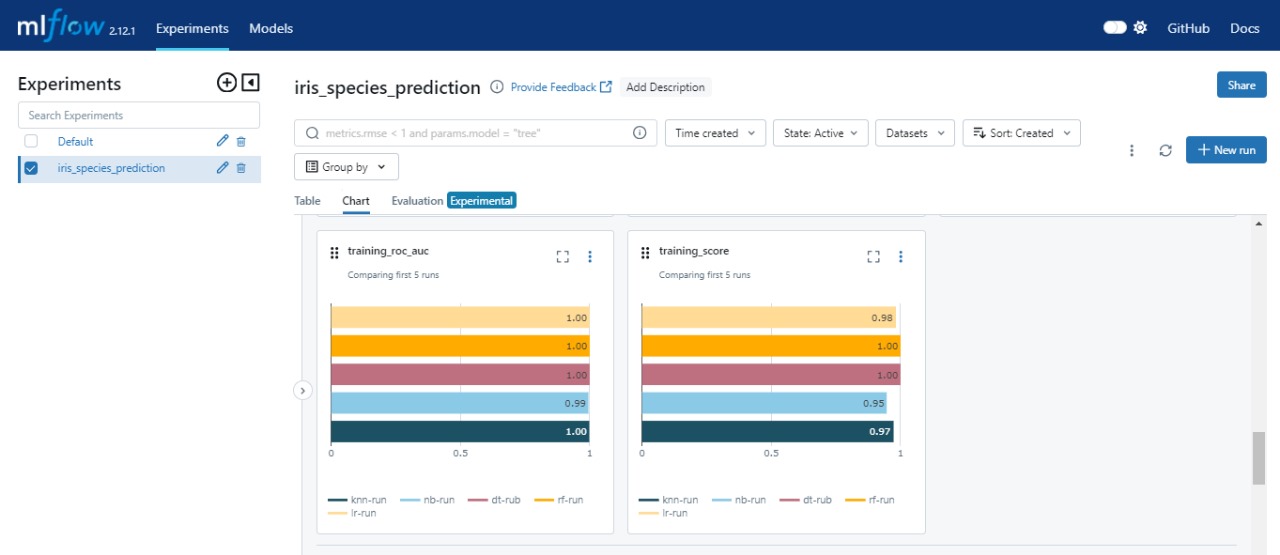 mlflow 2.12.1 Experiments Models GitHub Docs
Experiments
Search Experiments
Default
iris_species_prediction
iris_species_prediction Provide Feedback Add Description Share
metrics.rmse < 1 and params.model = "tree" Time created State: Active Datasets Sort: Created
Group by
New run
Table Chart Evaluation Experimental
training_roc_auc
Comparing first 5 runs
1.00
1.00
1.00
0.99
1.00
0 0.5 1
knn-run nb-run dt-rub rf-run
lr-run
training_score
Comparing first 5 runs
0.98
1.00
1.00
0.95
0.97
0 0.5 1
knn-run nb-run dt-rub rf-run
lr-run